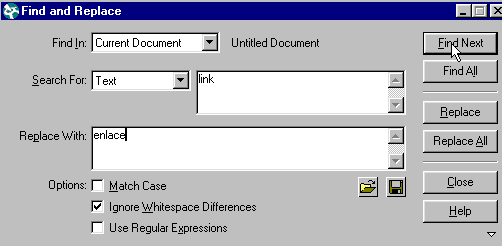 Find and Replace
Find In: Current Document Untitled Document
Find Next
Find All
Search For: Text link
Replace
Replace With: enlace
Replace All
Options: Match Case
Close
Ignore Whitespace Differences
Help
Use Regular Expressions